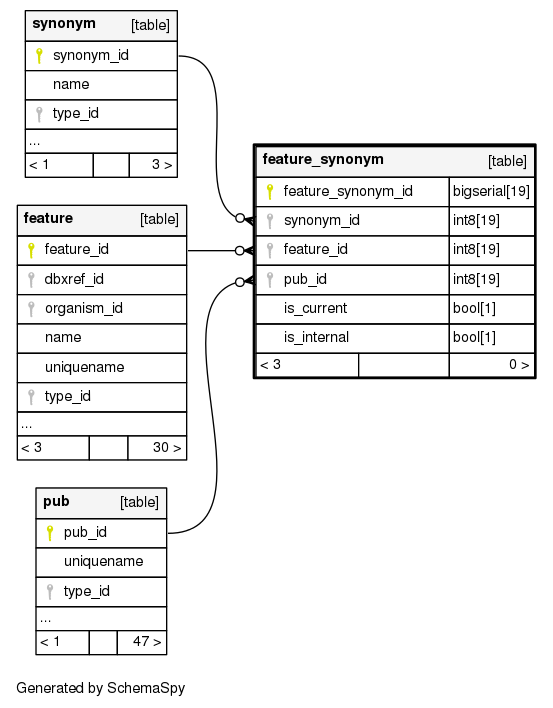 synonym [table]
synonym_id
name
type_id
...
< 1 3 >
feature [table]
feature_id
dbxref_id
organism_id
name
uniquename
type_id
...
< 3 30 >
pub [table]
pub_id
uniquename
type_id
...
< 1 47 >
feature_synonym [table]
feature_synonym_id bigserial[19]
synonym_id int8[19]
feature_id int8[19]
pub_id int8[19]
is_current bool[1]
is_internal bool[1]
< 3 0 >
Generated by SchemaSpy